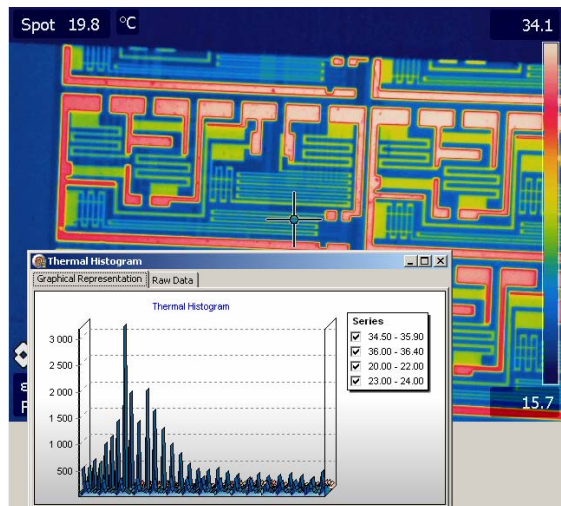 Spot 19.8 °C
34.1
15.7
Thermal Histogram
Graphical Representation
Raw Data
Thermal Histogram
Series
34.50 - 35.90
36.00 - 36.40
20.00 - 22.00
23.00 - 24.00
3 000
2 500
2 000
1 500
1 000
500